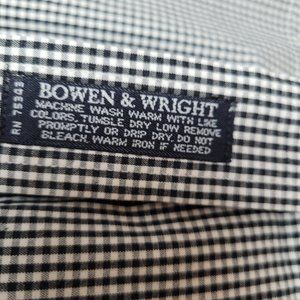 BOWEN & WRIGHT
MACHINE WASH WARM WITH LIKE
COLORS. TUMBLE DRY LOW REMOVE
PROMPTLY OR DRIP DRY. DO NOT
BLEACH. WARM IRON IF NEEDED
RN 79343